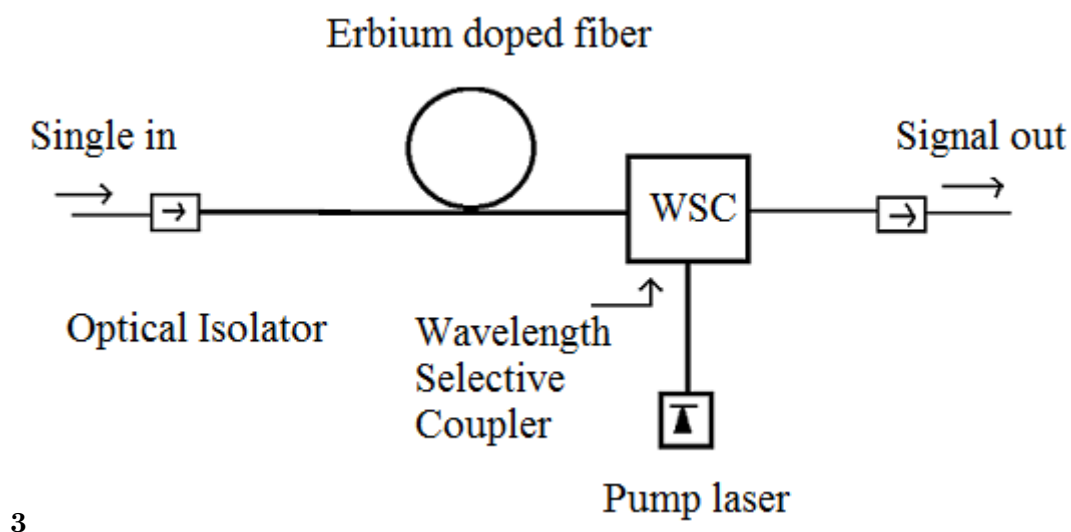 Erbium doped fiber
Single in
Signal out
WSC
Optical Isolator
Wavelength
Selective
Coupler
Pump laser
3